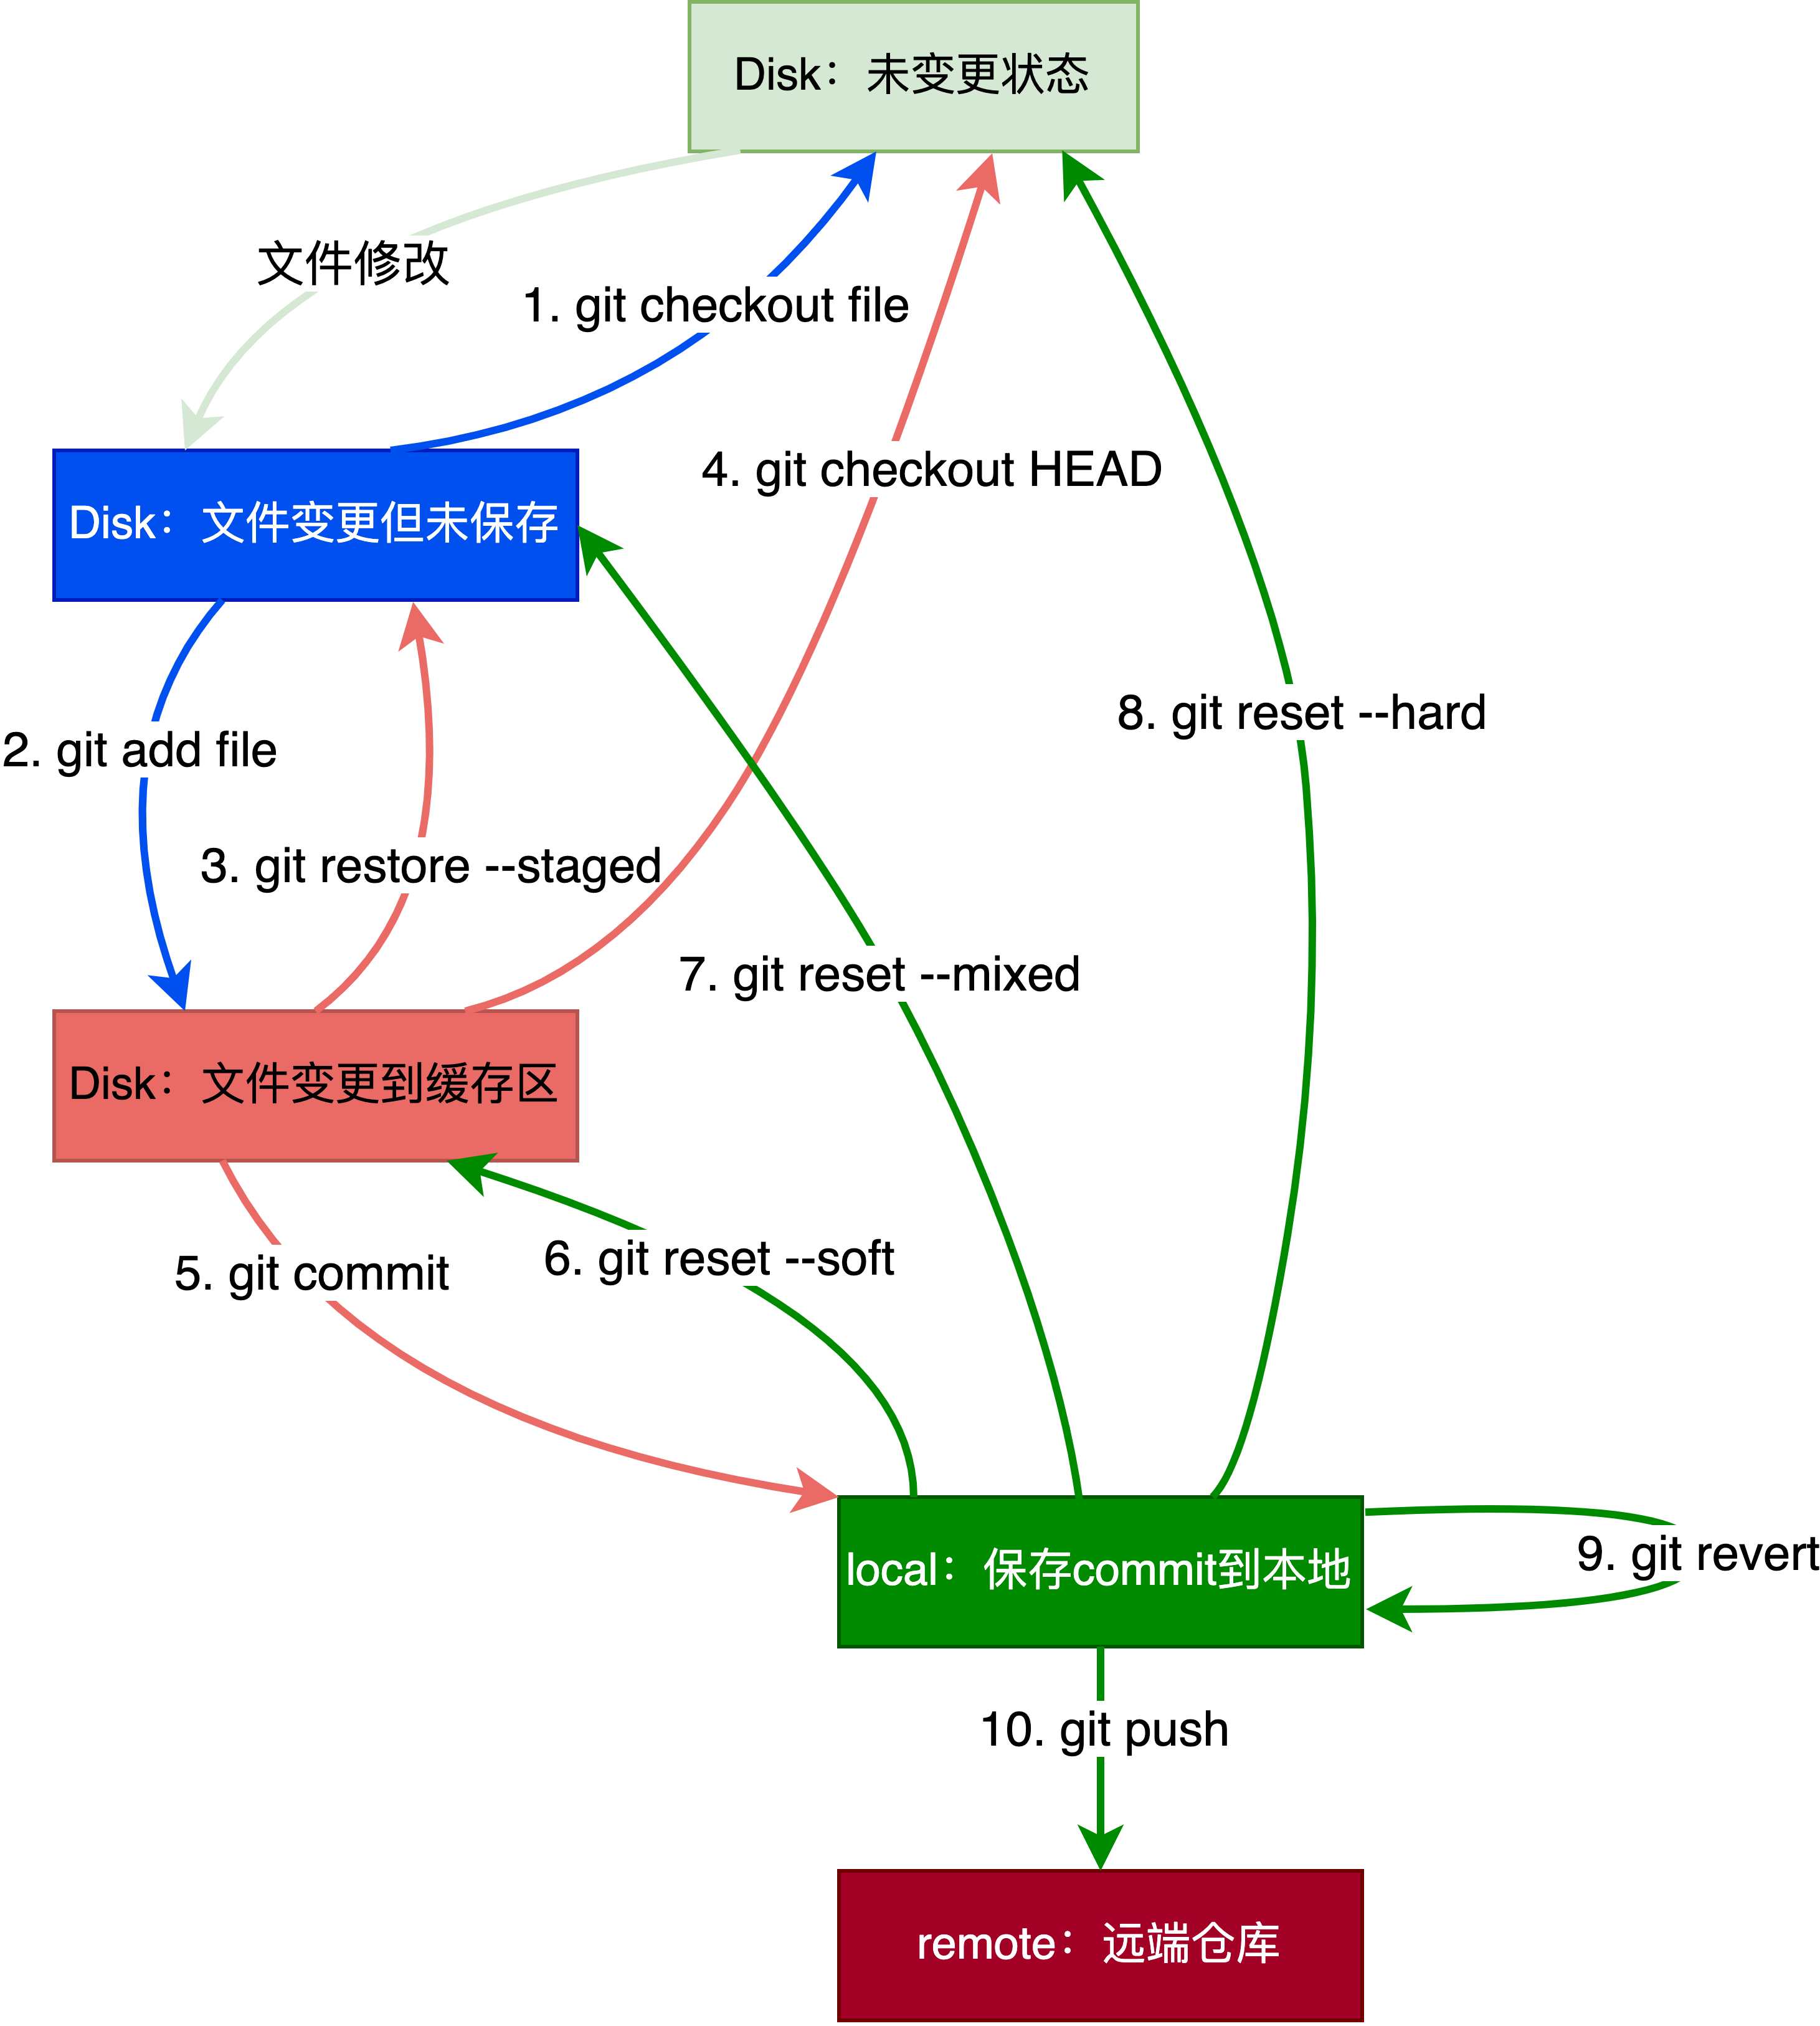 Disk：未变更状态
文件修改
1. git checkout file
4. git checkout HEAD
Disk：文件变更但未保存
8. git reset --hard
2. git add file
3. git restore --staged
7. git reset --mixed
Disk：文件变更到缓存区
6. git reset --soft
5. git commit
9. git revert
local：保存commit到本地
10. git push
remote：远端仓库